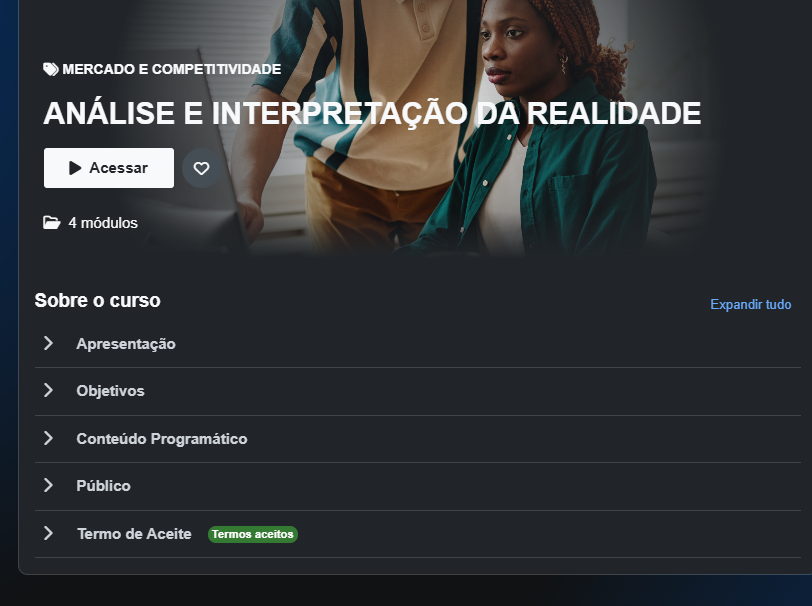 MERCADO E COMPETITIVIDADE
ANÁLISE E INTERPRETAÇÃO DA REALIDADE
Acessar
4 módulos
Sobre o curso
Expandir tudo
Apresentação
Objetivos
Conteúdo Programático
Público
Termo de Aceite Termos aceitos